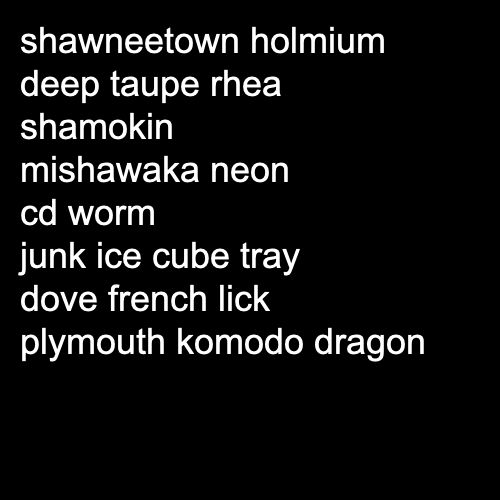 shawneetown holmium
deep taupe rhea
shamokin
mishawaka neon
cd worm
junk ice cube tray
dove french lick
plymouth komodo dragon